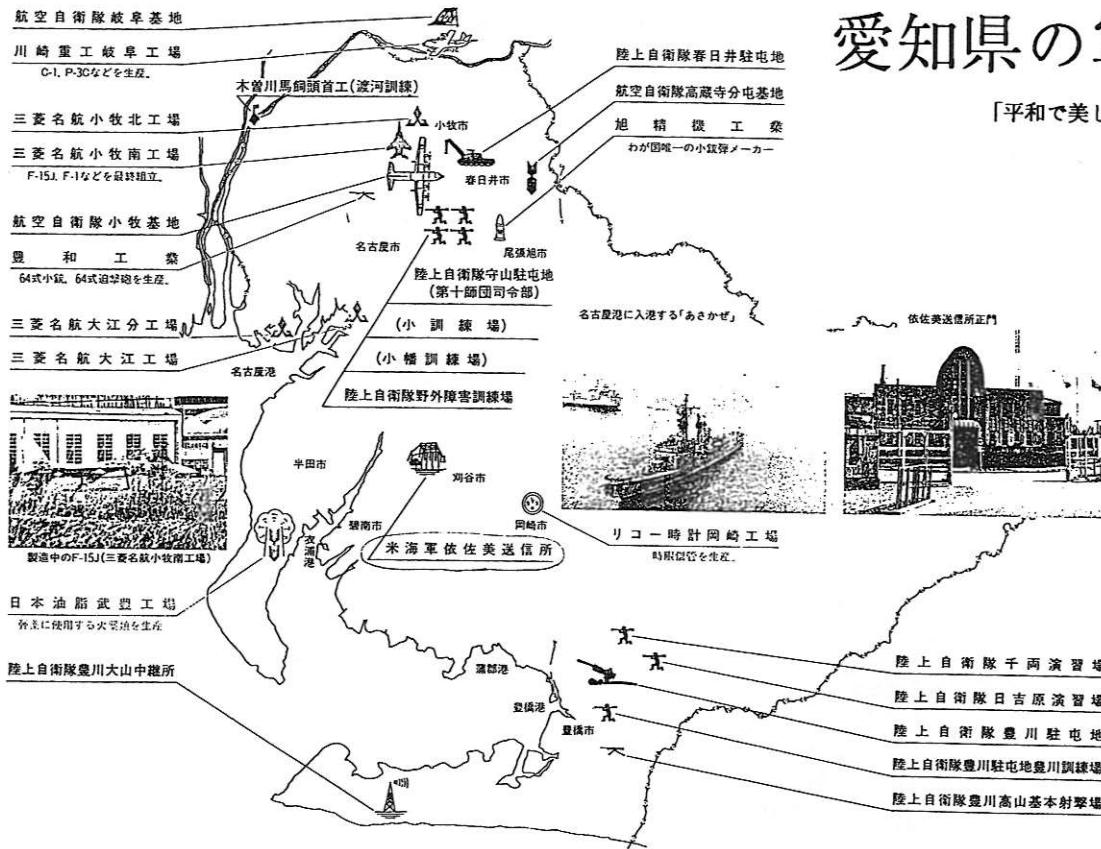 愛知県の
「平和で美し
航空自衛隊岐阜基地
川崎重工岐阜工場
C-1, P-3Cなどを生産。
木曽川馬飼頭首工(渡河訓練)
三菱名航小牧北工場
三菱名航小牧南工場
F-15J, F-1などを最終組立。
航空自衛隊小牧基地
豊和工業
64式小銃、64式迫撃砲を生産。
三菱名航大江分工場
三菱名航大江工場
小牧市
春日井市
名古屋市
尾張旭市
名古屋港
陸上自衛隊春日井駐屯地
航空自衛隊高蔵寺分屯基地
旭精機工業
わが国唯一の小銃弾メーカー
陸上自衛隊守山駐屯地
(第十師団司令部)
(小訓練場)
(小幡訓練場)
陸上自衛隊野外障害訓練場
名古屋港に入港する「あさかぜ」
依佐美送信所正門
製造中のF-15J(三菱名航小牧南工場)
半田市
刈谷市
碧南市
衣浦港
岡崎市
米海軍依佐美送信所
リコー時計岡崎工場
時限信管を生産。
日本油脂武豊工場
に使用する火薬類を生産
陸上自衛隊豊川大山中継所
蒲郡港
豊橋港
豊橋市
陸上自衛隊千両演習場
陸上自衛隊日吉原演習場
陸上自衛隊豊川駐屯地
陸上自衛隊豊川駐屯地豊川訓練場
陸上自衛隊豊川高山基本射撃場